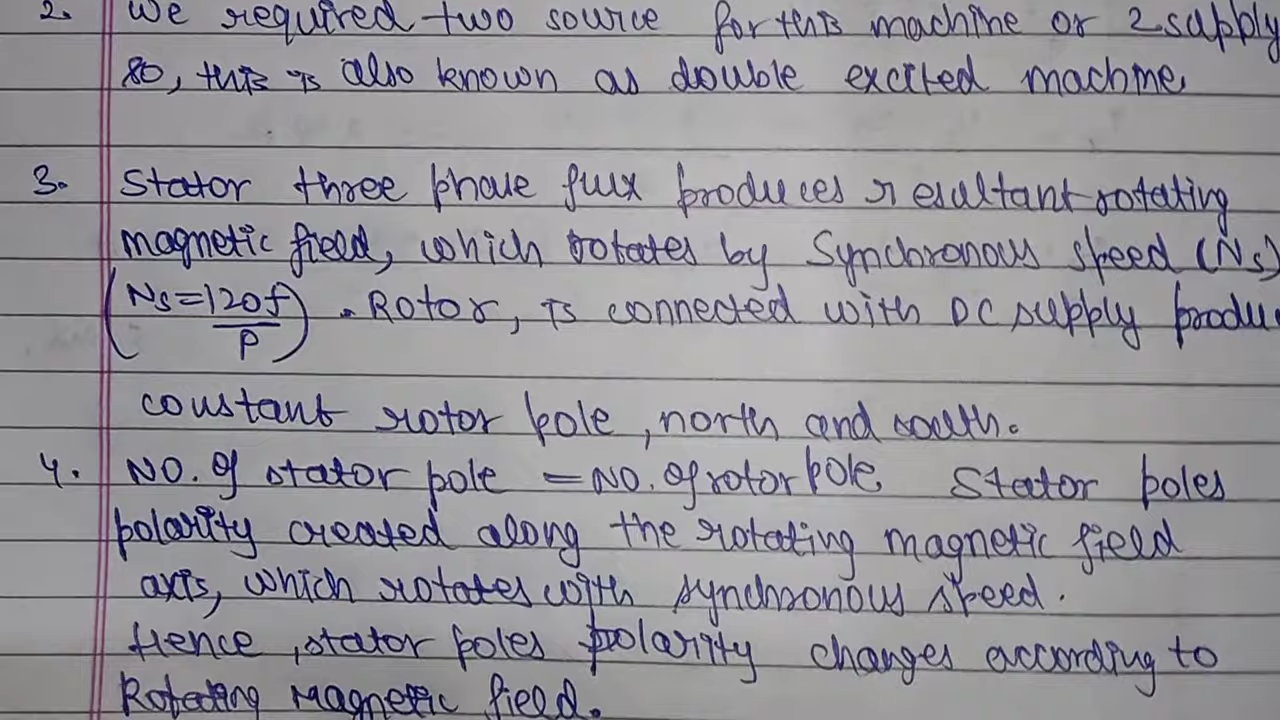 2. We required two source for this machine or 2 supply
so, this is also known as double excited machine
3. Stator three phase flux produces resultant rotating
magnetic field, which rotates by Synchronous speed (Ns)
(Ns = 120f/P) . Rotor, is connected with DC supply produ
constant rotor pole, north and south.
4. NO. of stator pole = NO. of rotor pole Stator poles
polarity created along the rotating magnetic field
axis, which rotates with synchronous speed.
Hence, stator poles polarity changes according to
Rotating Magnetic field.